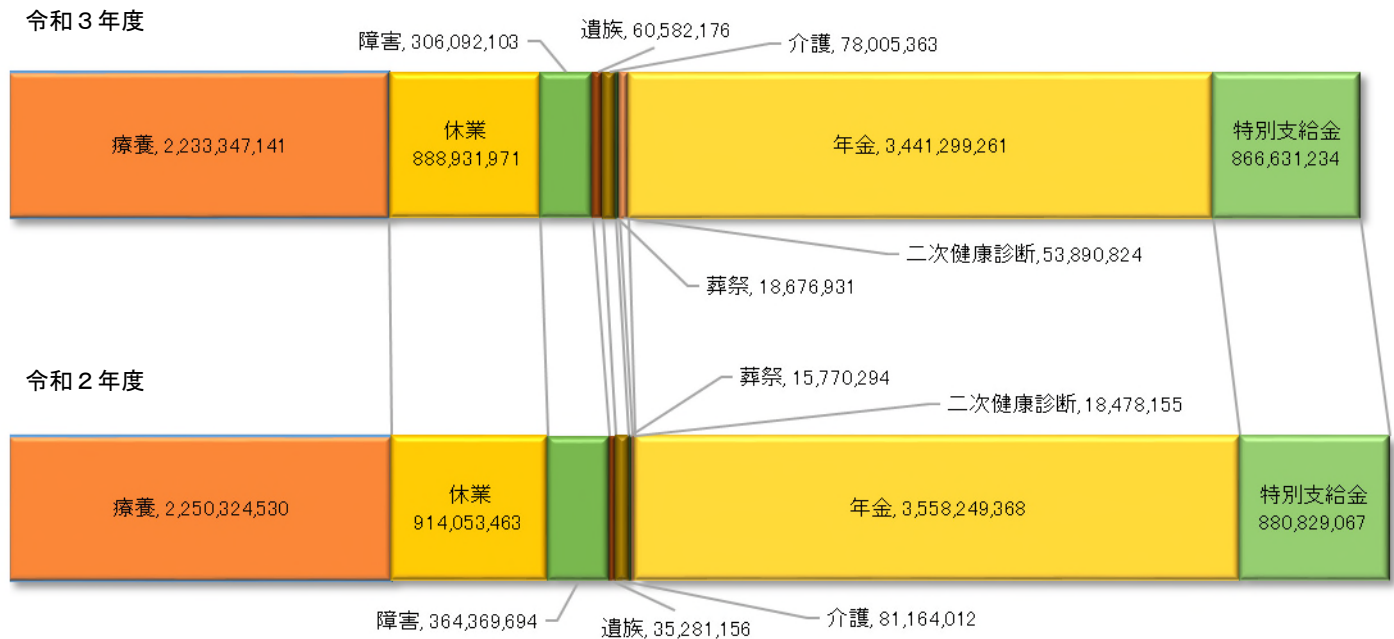 令和３年度
障害, 306,092,103
遺族, 60,582,176
介護, 78,005,363
療養, 2,233,347,141
休業
888,931,971
年金, 3,441,299,261
特別支給金
866,631,234
二次健康診断,53,890,824
葬祭, 18,676,931
令和２年度
葬祭, 15,770,294
二次健康診断,18,478,155
療養, 2,250,324,530
休業
914,053,463
年金, 3,558,249,368
特別支給金
880,829,067
障害, 364,369,694
遺族, 35,281,156
介護, 81,164,012